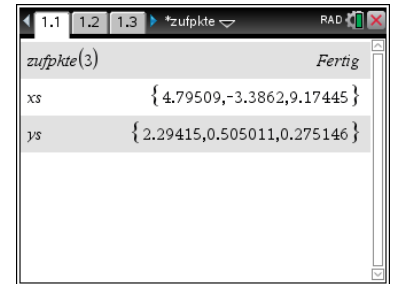 1.1 1.2 1.3 *zufpkte RAD
zufpkte(3) Fertig
xs {4.79509,-3.3862,9.17445}
ys {2.29415,0.505011,0.275146}